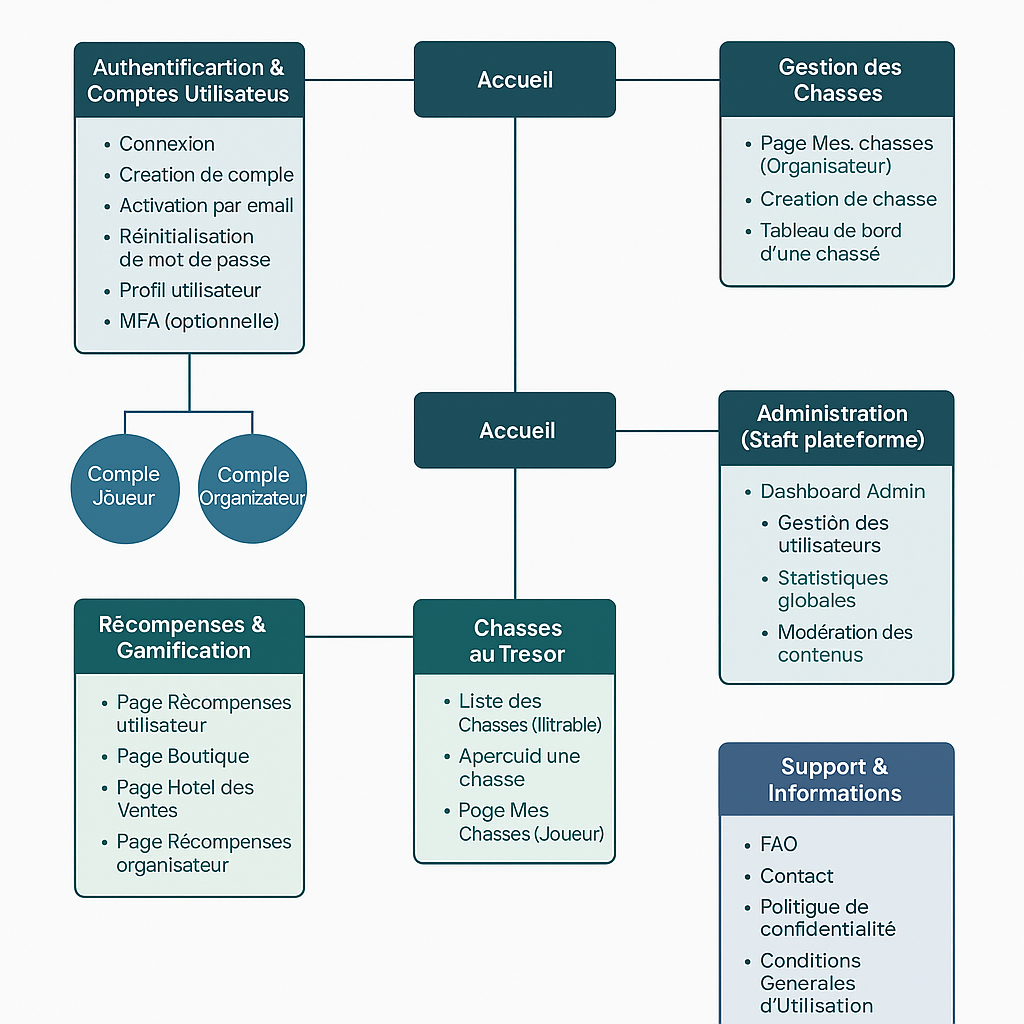 Authentificartion &
Comptes Utilisateus
• Connexion
• Creation de comple
• Activation par email
• Réinitialisation
de mot de passe
• Profil utilisateur
• MFA (optionnelle)
Comple
Jōueur
Comple
Organizateur
Accueil
Gestion des
Chasses
• Page Mes. chasses
(Organisateur)
• Creation de chasse
• Tableau de bord
d'une chassé
Accueil
Administration
(Staft plateforme)
• Dashboard Admin
• Gestiòn des
utilisateurs
• Statistiques
globales
• Modération des
contenus
Rēcompenses &
Gamification
• Page Rècompenses
utilisateur
• Page Boutique
• Page Hotel des
Ventes
• Page Récompenses
organisateur
Chasses
au Tresor
• Liste des
Chasses (llitrable)
• Apercuid une
chasse
• Poge Mes
Chasses (Joueur)
Support &
Informations
• FAO
• Contact
• Politigue de
confidentialité
• Conditions
Generales
d'Utilisation